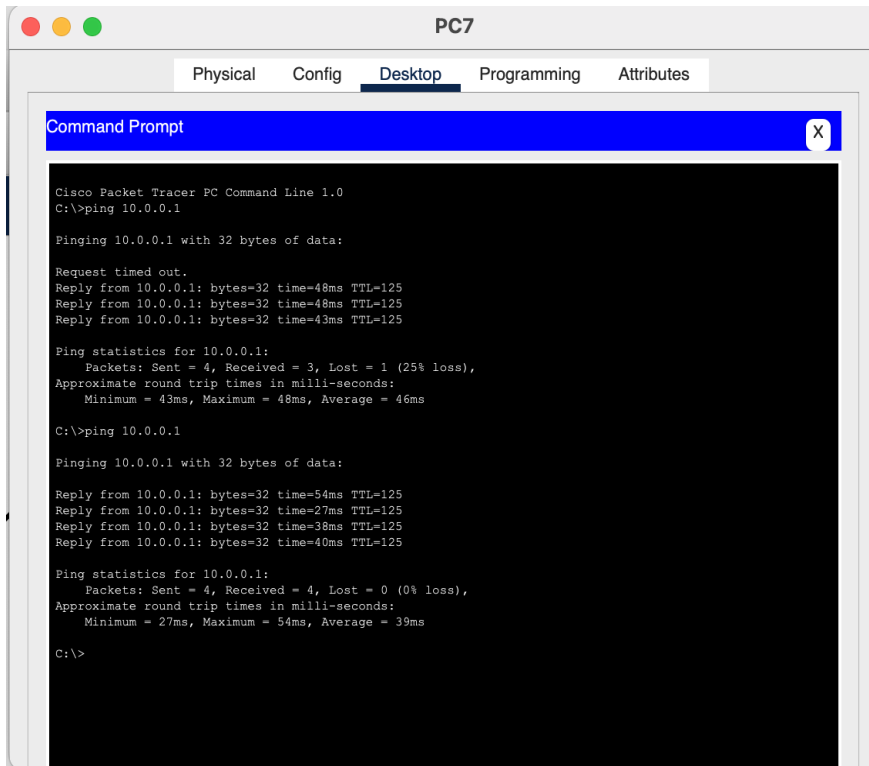 PC7
Physical Config Desktop Programming Attributes
Command Prompt
X
Cisco Packet Tracer PC Command Line 1.0
C:\>ping 10.0.0.1
Pinging 10.0.0.1 with 32 bytes of data:
Request timed out.
Reply from 10.0.0.1: bytes=32 time=48ms TTL=125
Reply from 10.0.0.1: bytes=32 time=48ms TTL=125
Reply from 10.0.0.1: bytes=32 time=43ms TTL=125
Ping statistics for 10.0.0.1:
Packets: Sent = 4, Received = 3, Lost = 1 (25% loss),
Approximate round trip times in milli-seconds:
Minimum = 43ms, Maximum = 48ms, Average = 46ms
C:\>ping 10.0.0.1
Pinging 10.0.0.1 with 32 bytes of data:
Reply from 10.0.0.1: bytes=32 time=54ms TTL=125
Reply from 10.0.0.1: bytes=32 time=27ms TTL=125
Reply from 10.0.0.1: bytes=32 time=38ms TTL=125
Reply from 10.0.0.1: bytes=32 time=40ms TTL=125
Ping statistics for 10.0.0.1:
Packets: Sent = 4, Received = 4, Lost = 0 (0% loss),
Approximate round trip times in milli-seconds:
Minimum = 27ms, Maximum = 54ms, Average = 39ms
C:\>